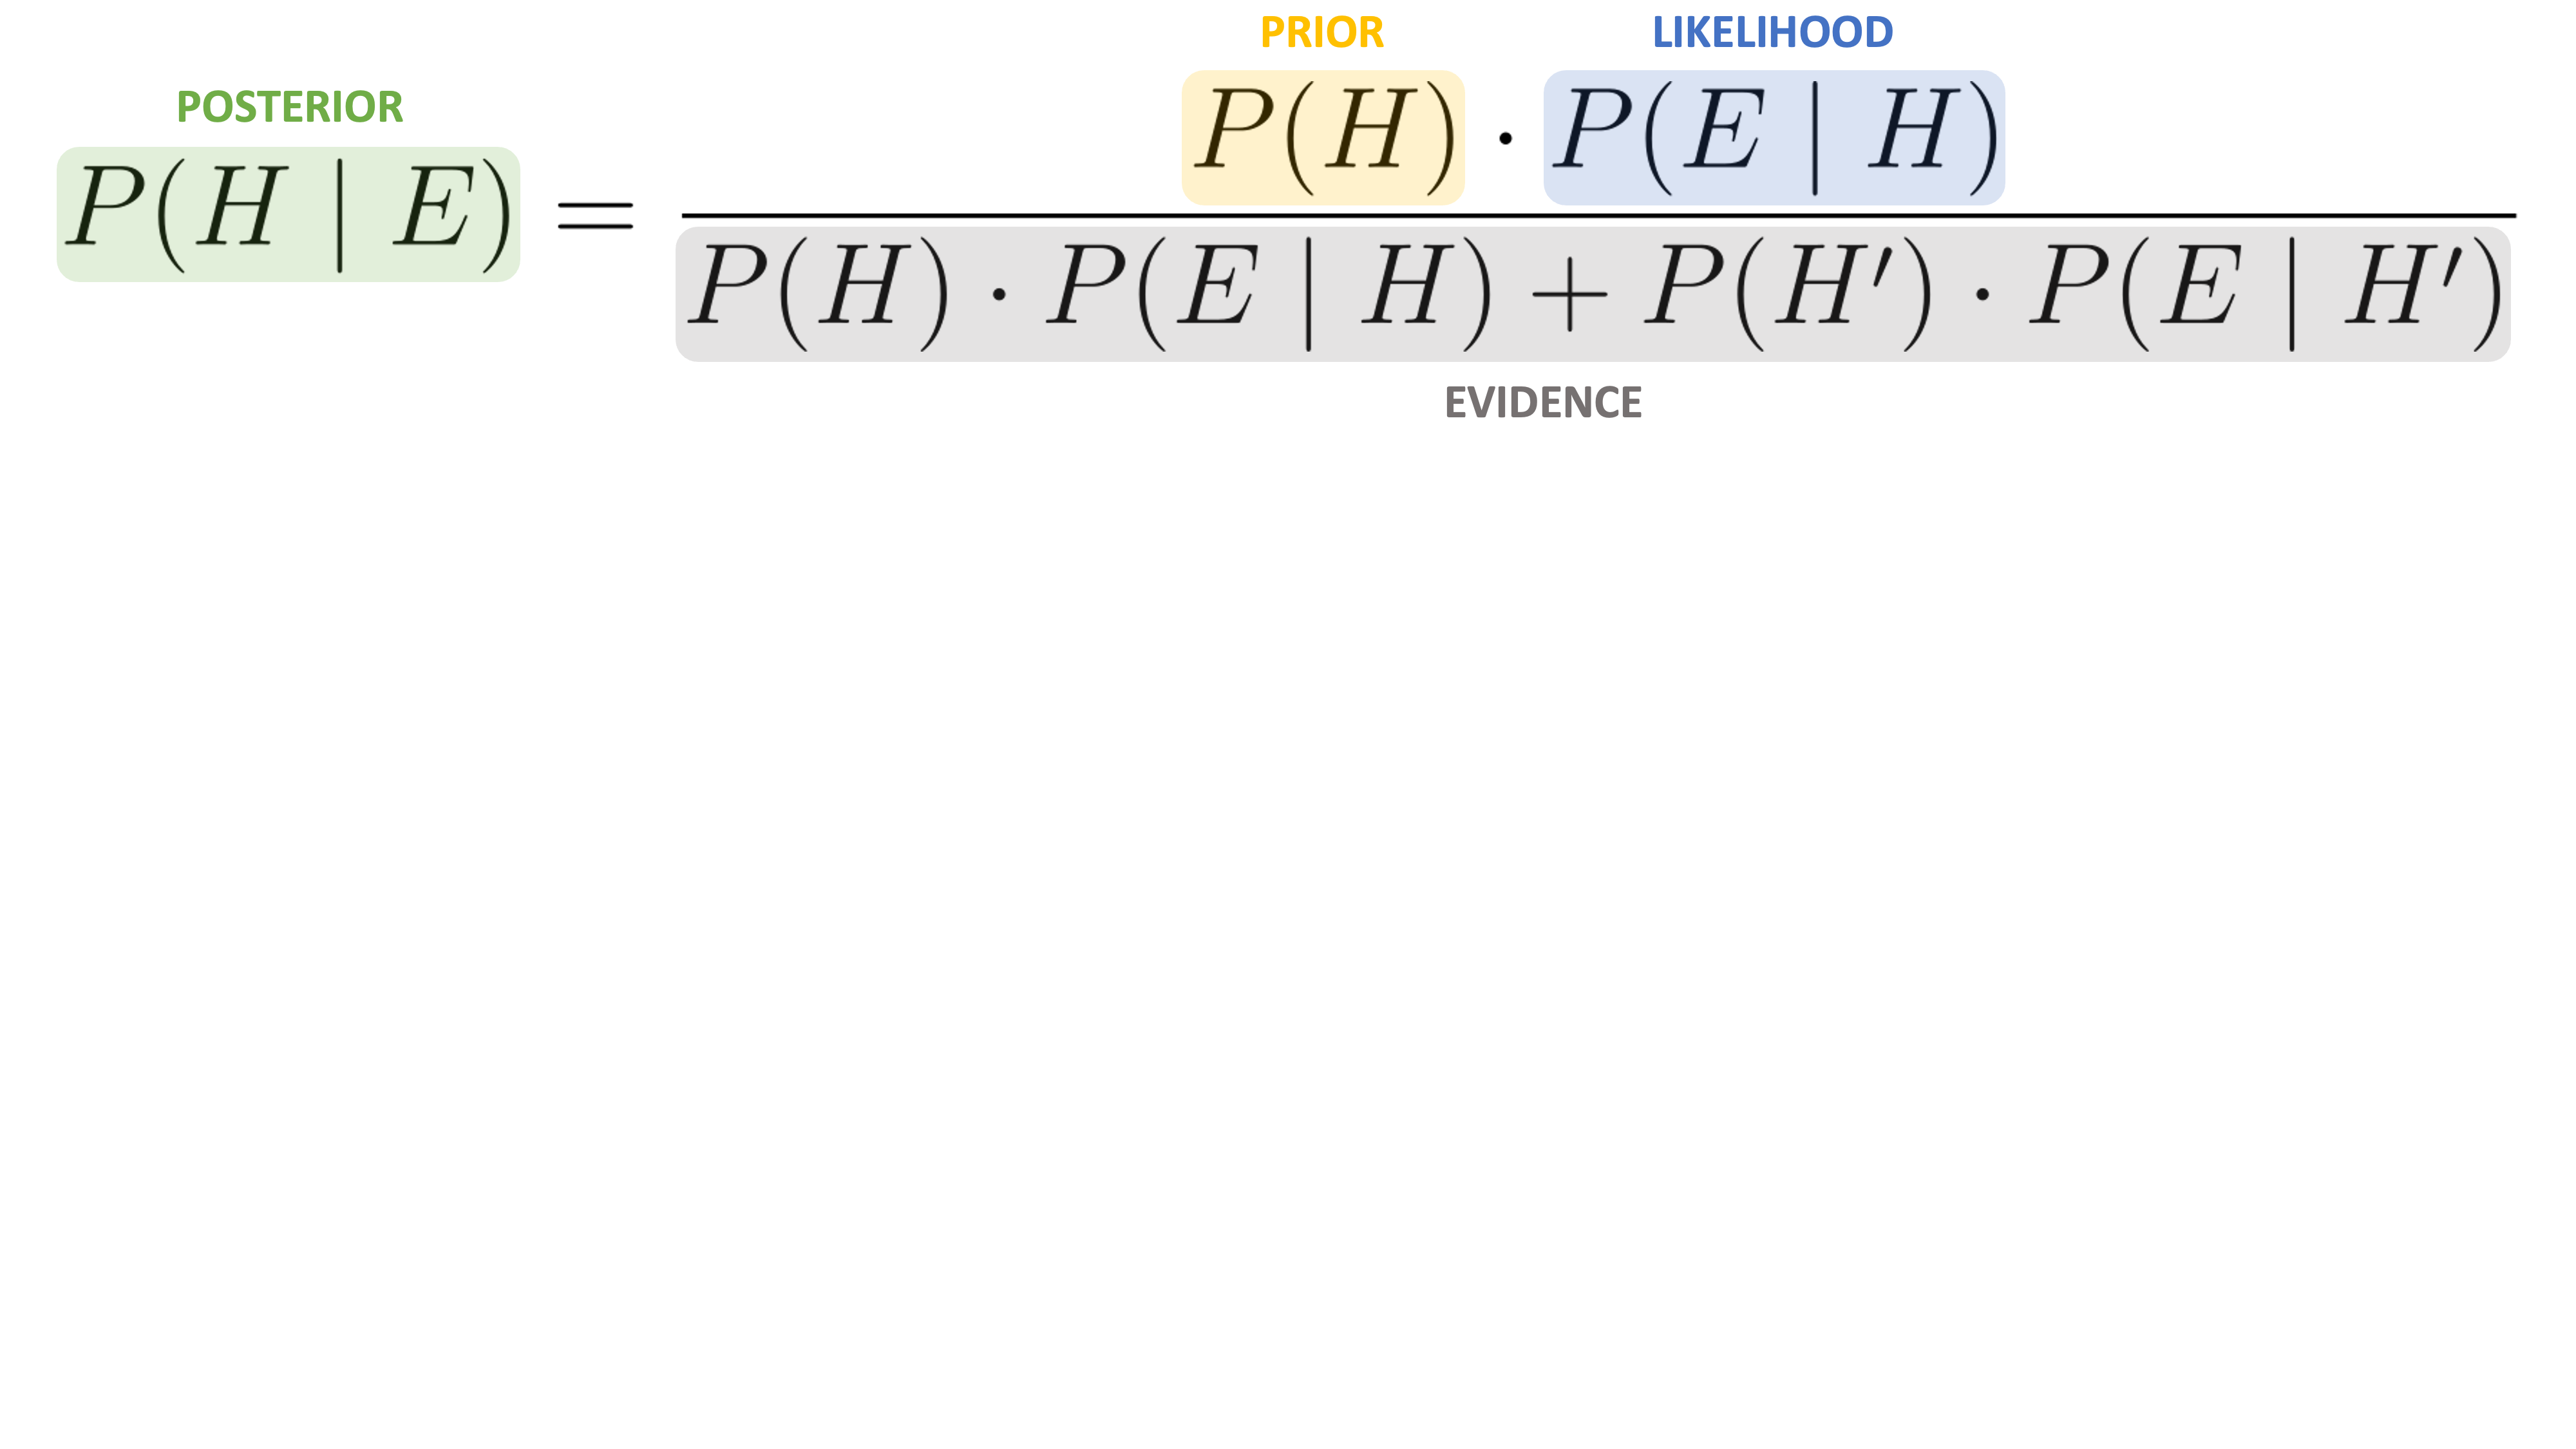 PRIOR LIKELIHOOD
POSTERIOR
P(H | E) = P(H) · P(E | H)
P(H) · P(E | H) + P(H′) · P(E | H′)
EVIDENCE